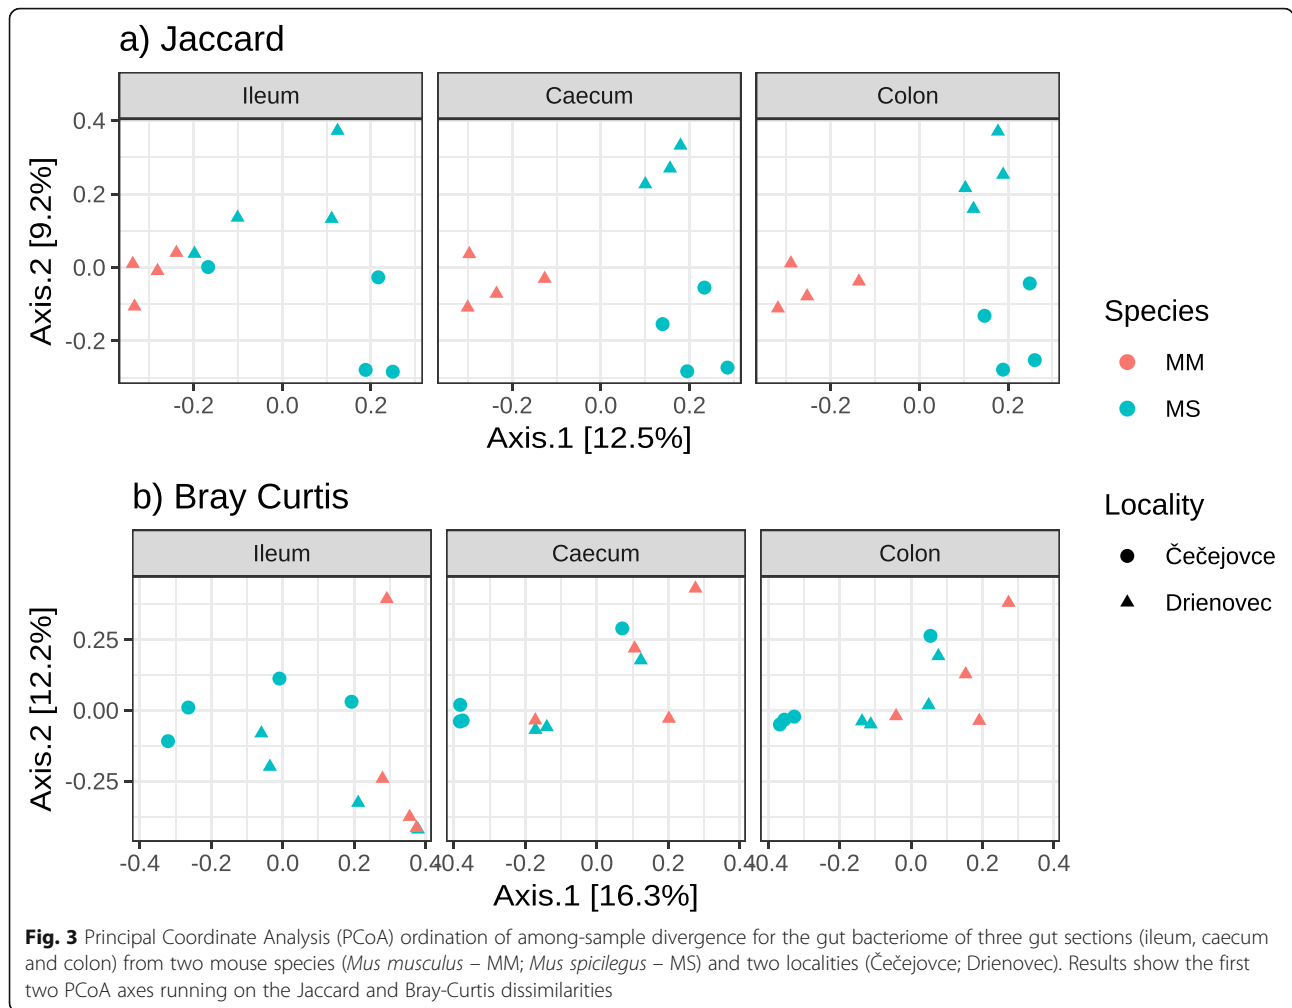 a) Jaccard
Ileum
Caecum
Colon
0.4
0.2
0.0
-0.2
Axis.2 [9.2%]
-0.2 0.0 0.2
-0.2 0.0 0.2
-0.2 0.0 0.2
Axis.1 [12.5%]
b) Bray Curtis
Ileum
Caecum
Colon
0.25
0.00
-0.25
Axis.2 [12.2%]
-0.4 -0.2 0.0 0.2 0.4
-0.2 0.0 0.2 0.4
-0.4 -0.2 0.0 0.2 0.4
Axis.1 [16.3%]
Species
MM
MS
Locality
Čečejovce
Drienovec
Fig. 3 Principal Coordinate Analysis (PCoA) ordination of among-sample divergence for the gut bacteriome of three gut sections (ileum, caecum
and colon) from two mouse species (Mus musculus – MM; Mus spicilegus – MS) and two localities (Čečejovce; Drienovec). Results show the first
two PCoA axes running on the Jaccard and Bray-Curtis dissimilarities